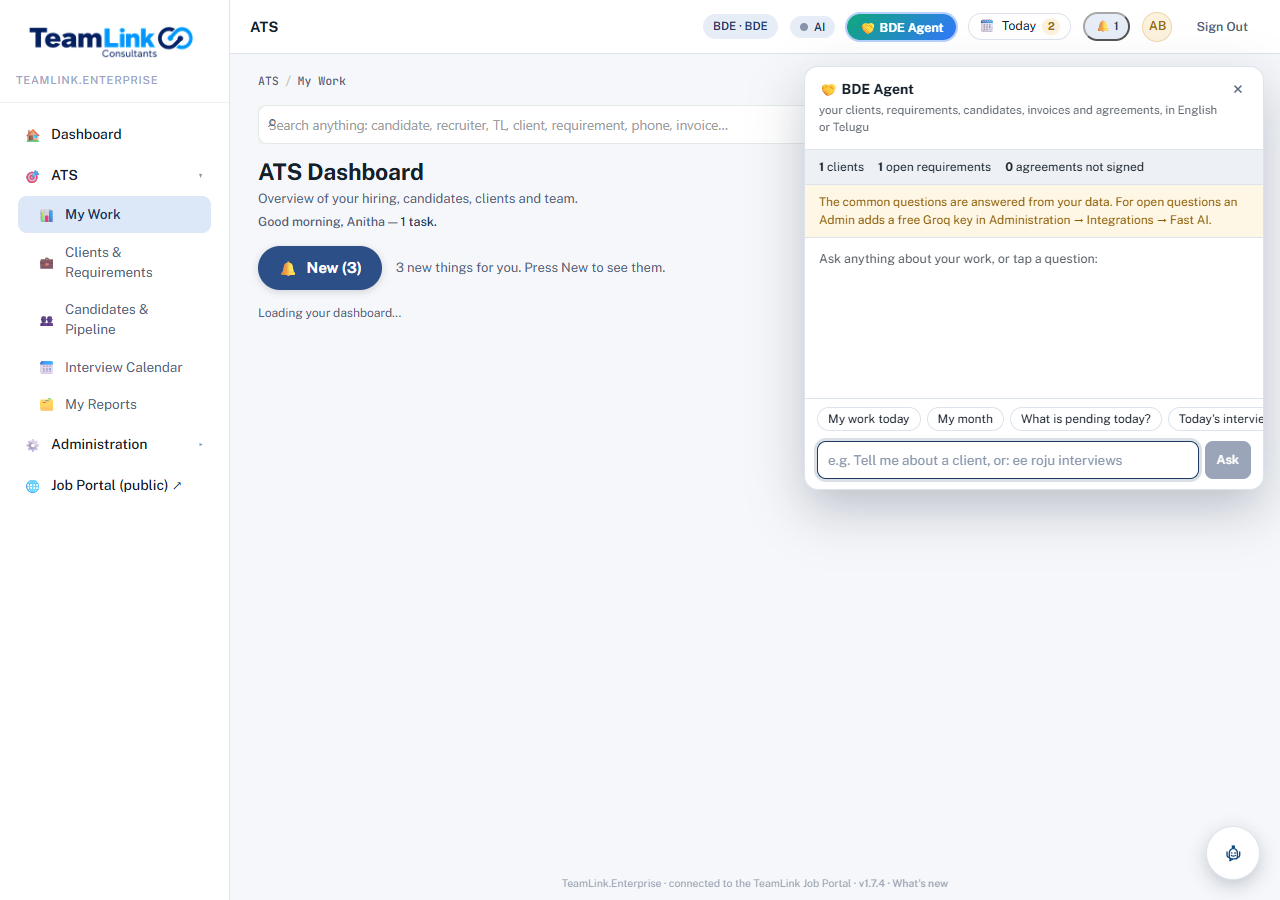 TeamLink
Consultants
TEAMLINK.ENTERPRISE
Dashboard
ATS
My Work
Clients &
Requirements
Candidates &
Pipeline
Interview Calendar
My Reports
Administration
Job Portal (public) ↗
ATS
BDE · BDE
AI
BDE Agent
Today 2
1
AB
Sign Out
ATS / My Work
Search anything: candidate, recruiter, TL, client, requirement, phone, invoice...
ATS Dashboard
Overview of your hiring, candidates, clients and team.
Good morning, Anitha — 1 task.
New (3)
3 new things for you. Press New to see them.
Loading your dashboard...
BDE Agent
×
your clients, requirements, candidates, invoices and agreements, in English
or Telugu
1 clients 1 open requirements 0 agreements not signed
The common questions are answered from your data. For open questions an
Admin adds a free Groq key in Administration → Integrations → Fast AI.
Ask anything about your work, or tap a question:
My work today
My month
What is pending today?
Today's intervie
e.g. Tell me about a client, or: ee roju interviews
Ask
TeamLink.Enterprise · connected to the TeamLink Job Portal · v1.7.4 · What's new